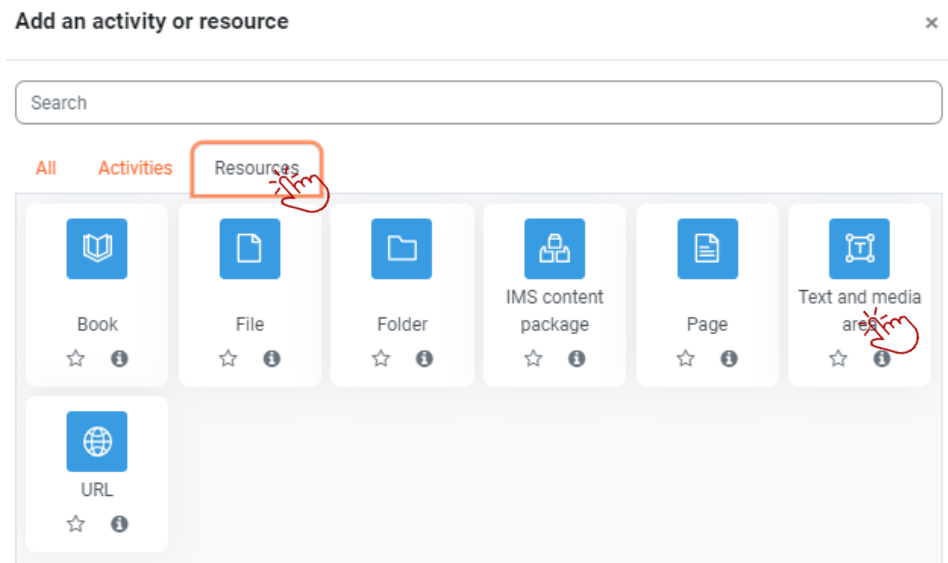 Add an activity or resource ×
Search
All Activities Resources
Book File Folder IMS content package Page Text and media area
URL